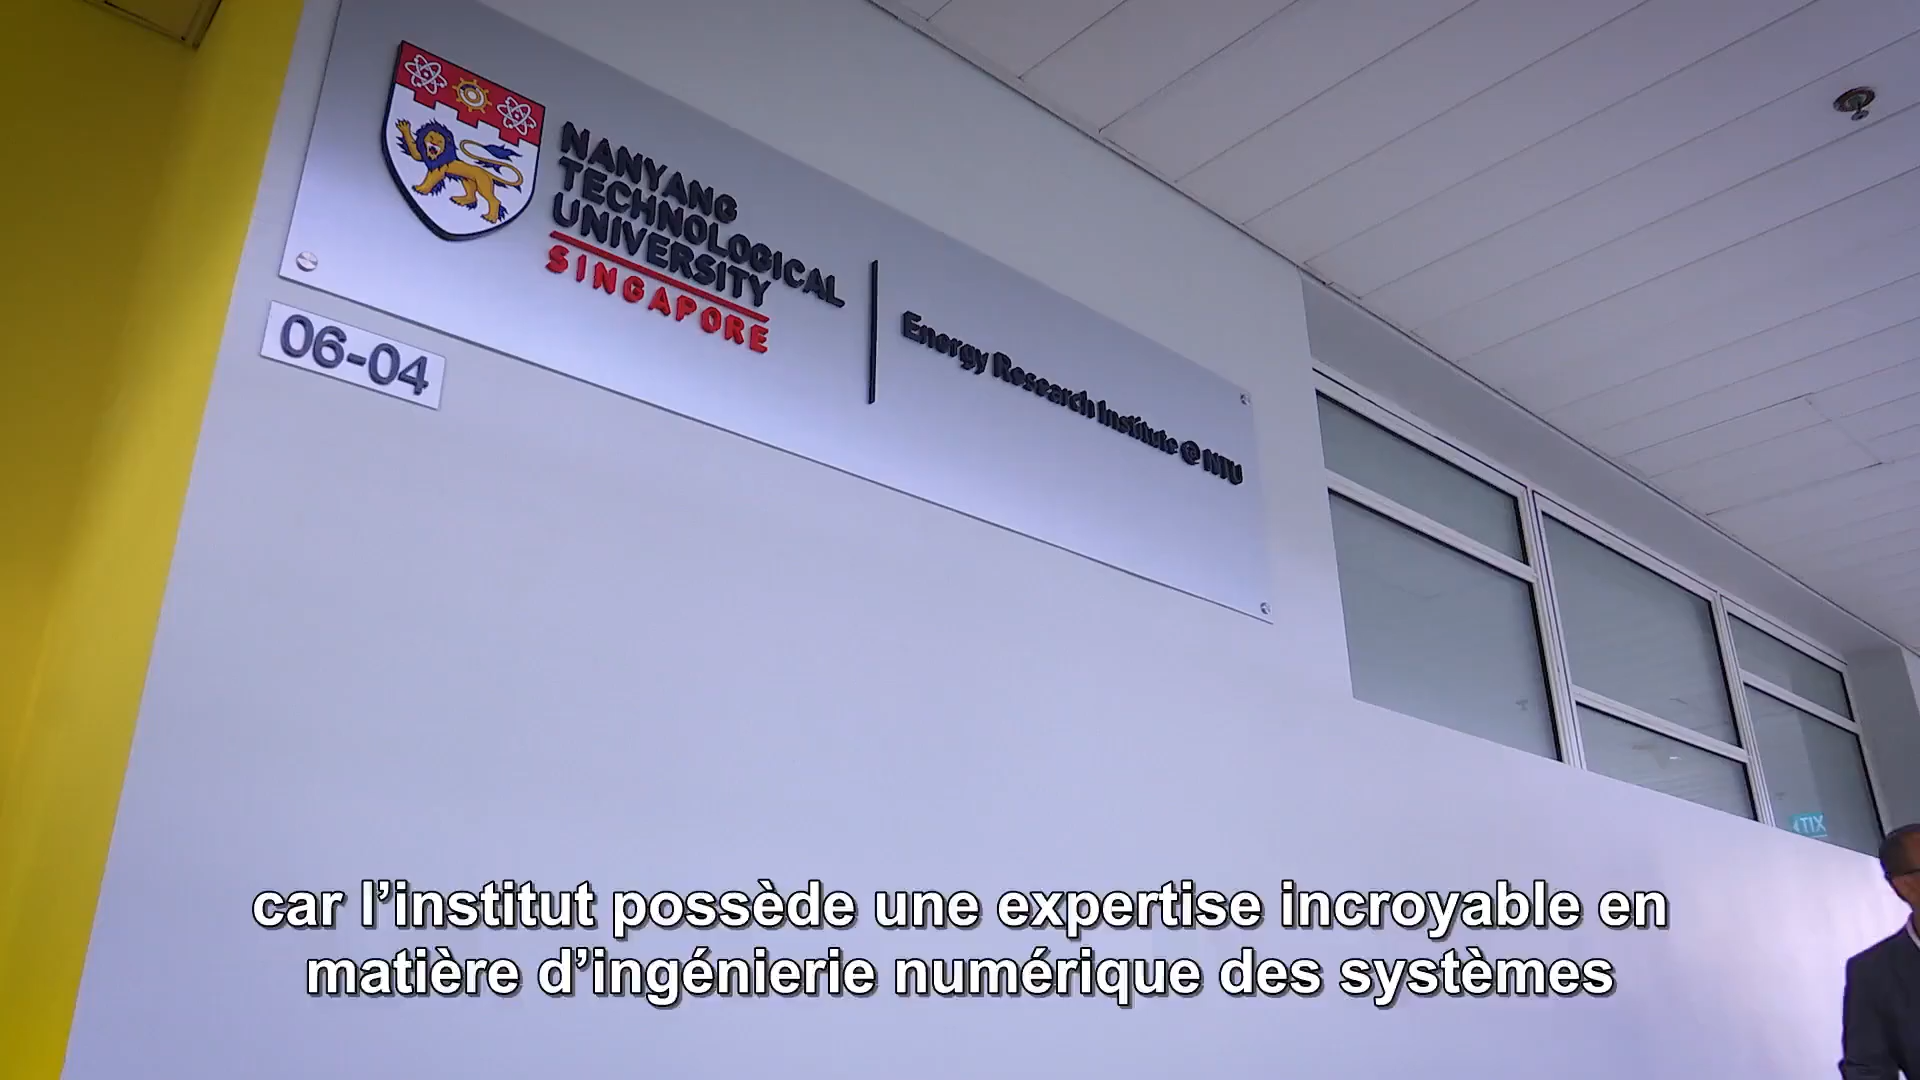 NANYANG
TECHNOLOGICAL
UNIVERSITY
SINGAPORE
Energy Research Institute @ NTU
06-04
car l’institut possède une expertise incroyable en
matière d’ingénierie numérique des systèmes